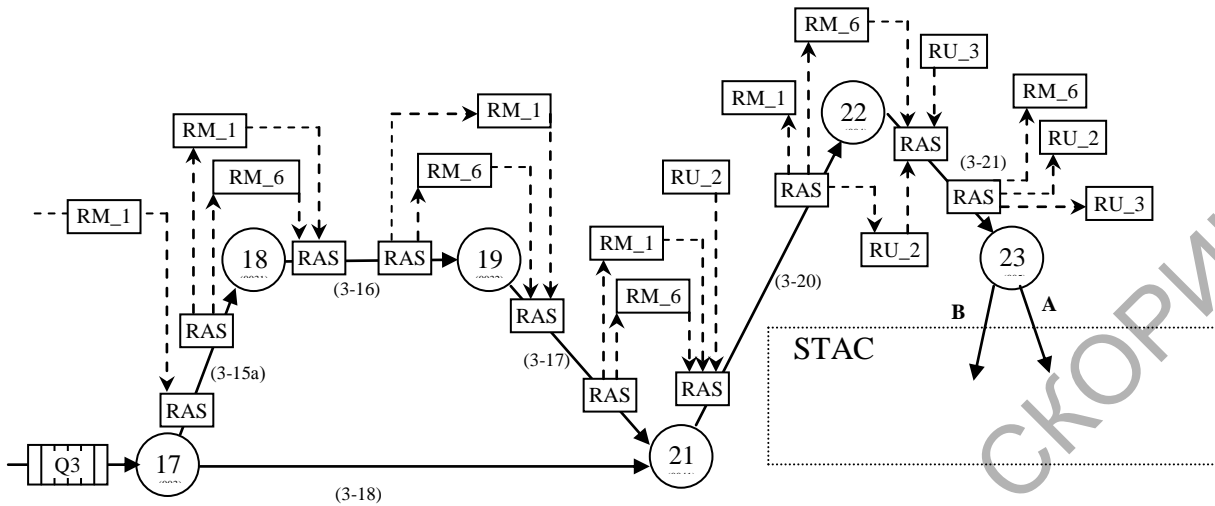 RM_6
RU_3
RM_1
RM_6
RU_2
22
RAS
(3-21)
RAS
RU_3
RM_1
RM_1
RM_6
RM_6
RU_2
RAS
RM_1
RM_1
RU_2
18
RAS
RAS
19
RM_6
23
(3-16)
(3-20)
RAS
RAS
B
A
STAC
(3-17)
(3-15a)
RAS
RAS
RAS
Q3
17
21
(3-18)
СКОРИ